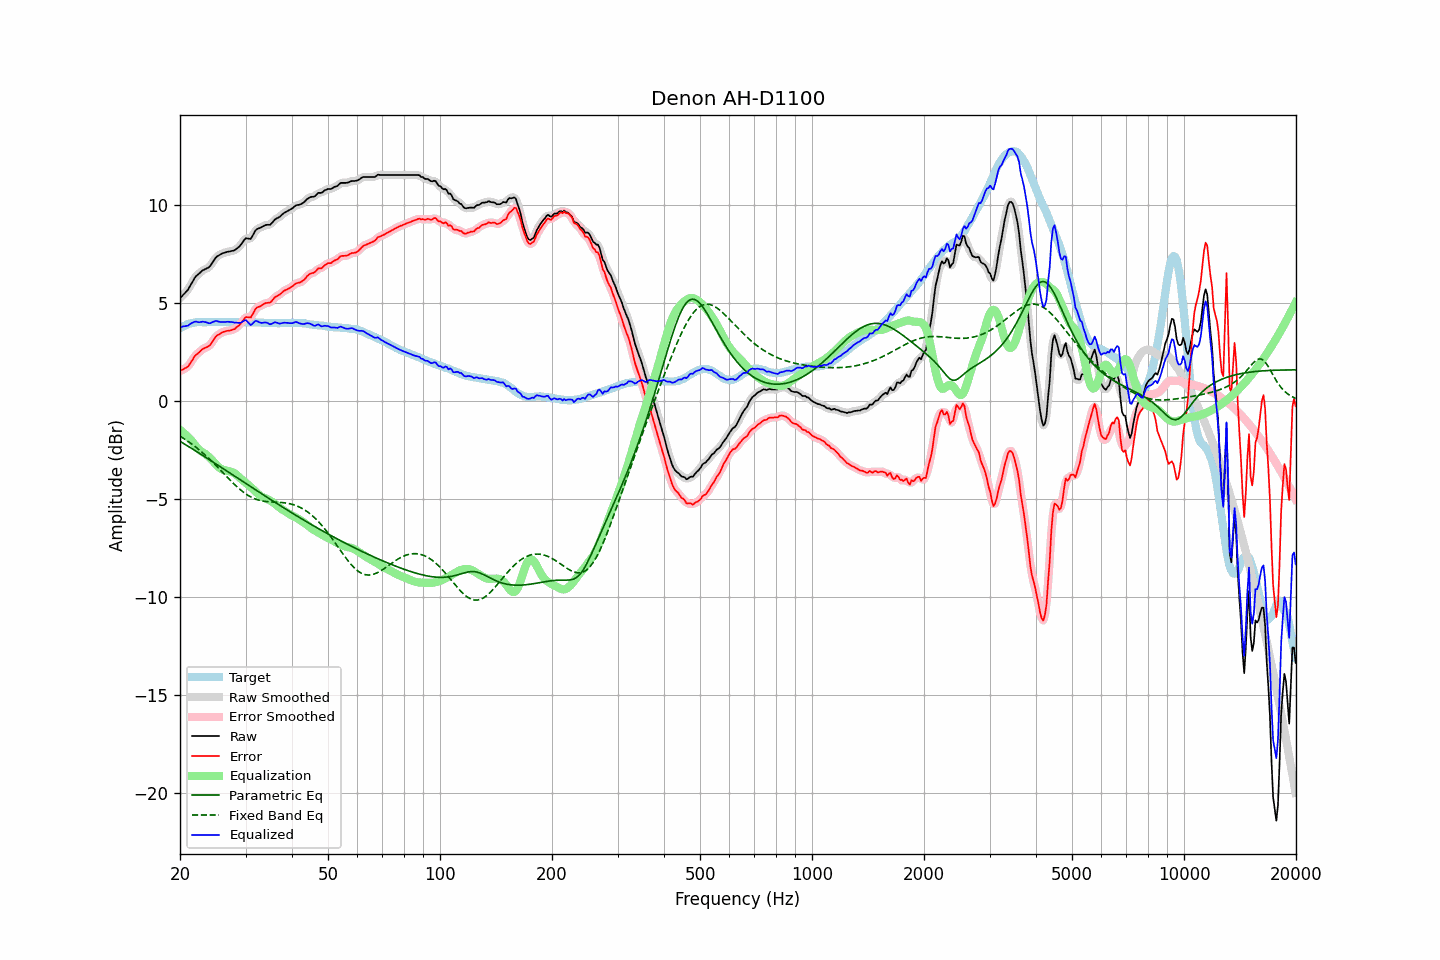 Denon AH-D1100
Amplitude (dBr)
10
5
0
−5
−10
−15
−20
Target
Raw Smoothed
Error Smoothed
Raw
Error
Equalization
Parametric Eq
Fixed Band Eq
Equalized
20 50 100 200 500 1000 2000 5000 10000 20000
Frequency (Hz)